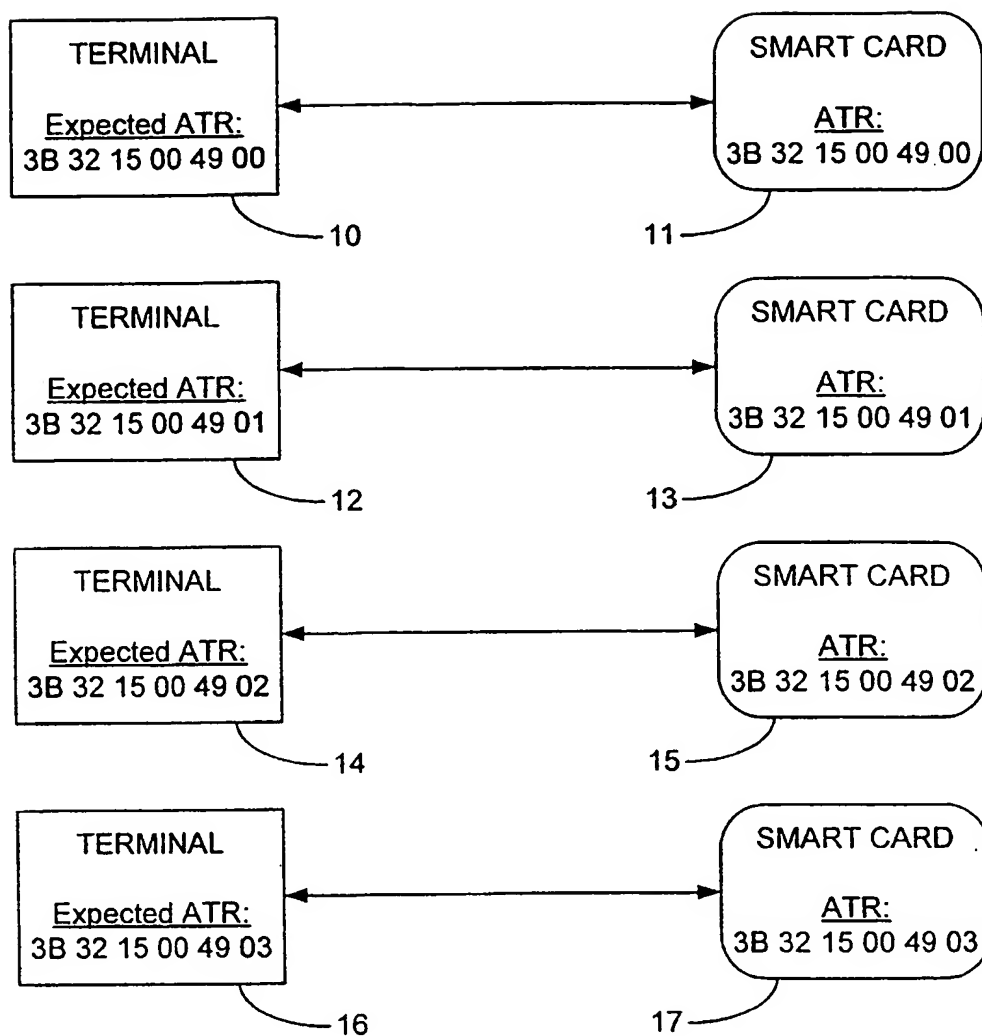 TERMINAL
Expected ATR:
3B 32 15 00 49 00
SMART CARD
ATR:
3B 32 15 00 49 00
10
11
TERMINAL
Expected ATR:
3B 32 15 00 49 01
SMART CARD
ATR:
3B 32 15 00 49 01
12
13
TERMINAL
Expected ATR:
3B 32 15 00 49 02
SMART CARD
ATR:
3B 32 15 00 49 02
14
15
TERMINAL
Expected ATR:
3B 32 15 00 49 03
SMART CARD
ATR:
3B 32 15 00 49 03
16
17